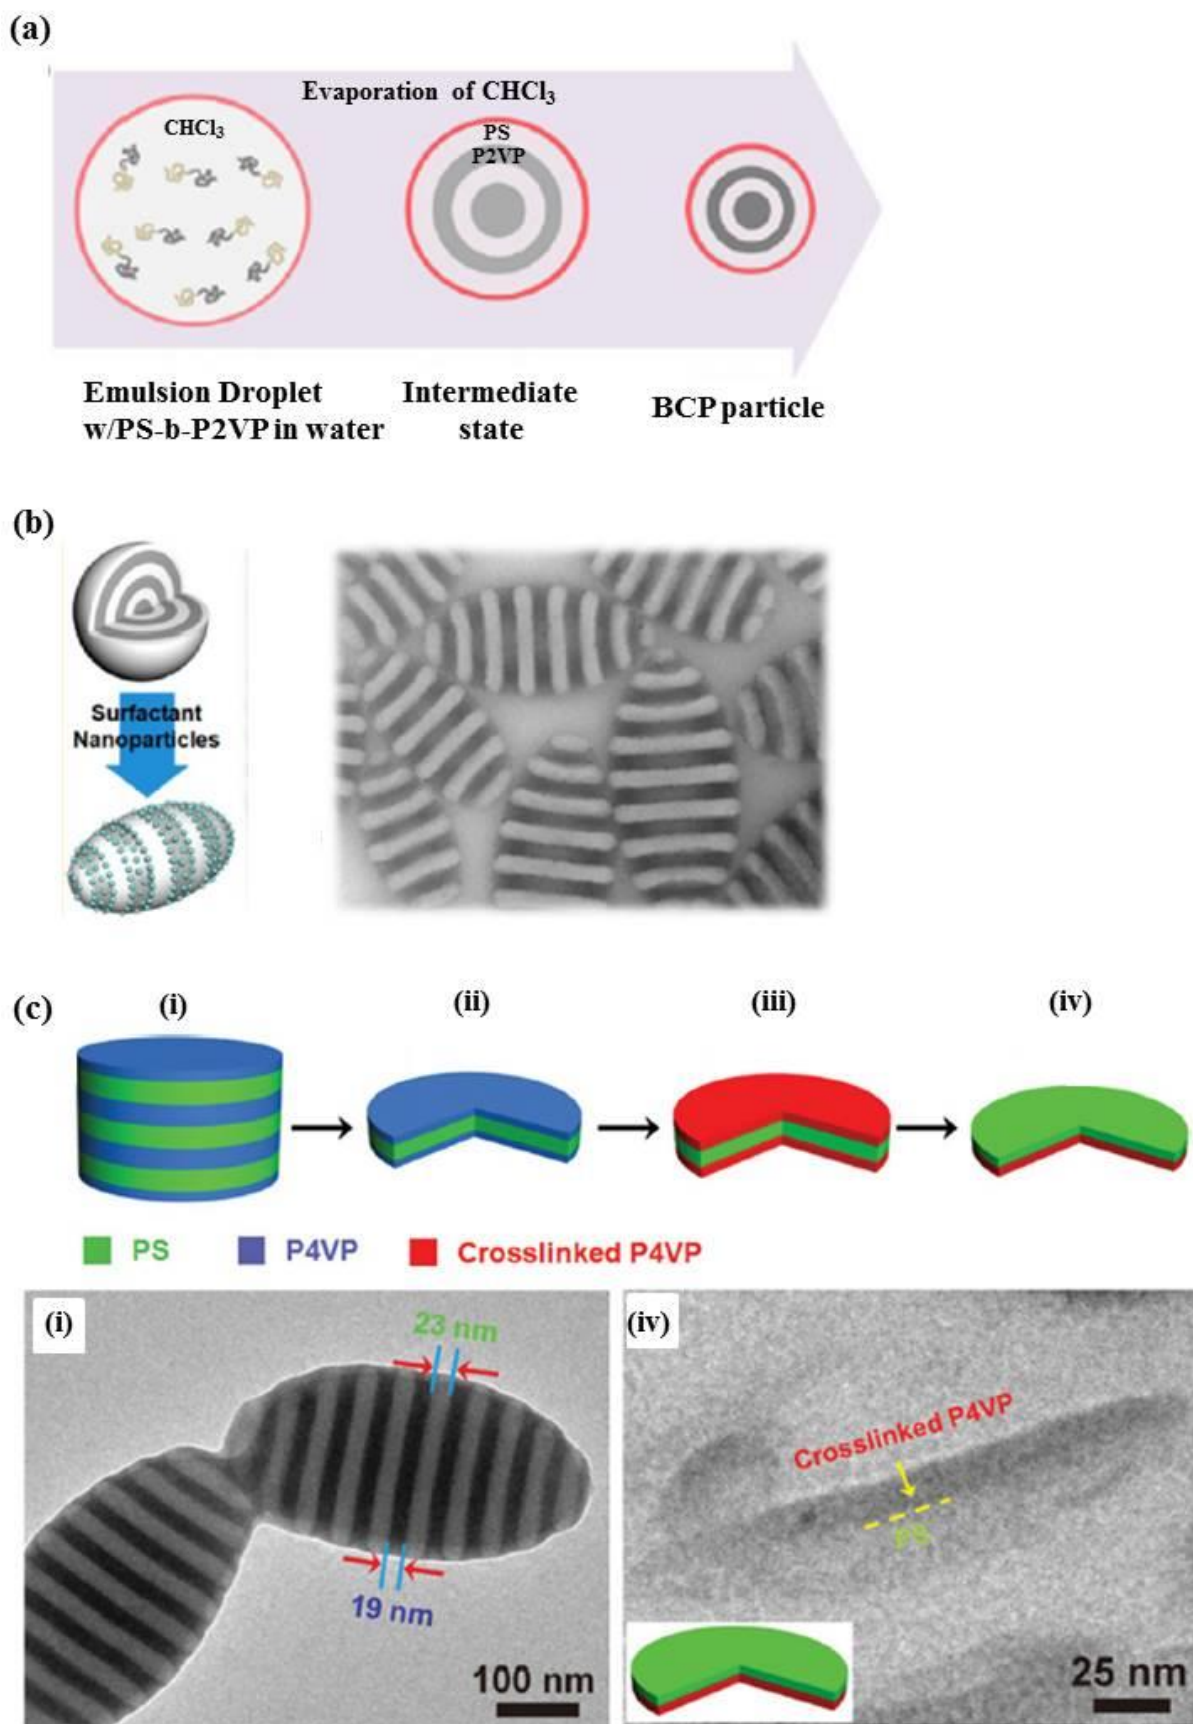 (a)
Evaporation of CHCl₃
CHCl₃
PS
P2VP
Emulsion Droplet
w/PS-b-P2VP in water
Intermediate
state
BCP particle
(b)
Surfactant
Nanoparticles
(c)
(i)
(ii)
(iii)
(iv)
PS
P4VP
Crosslinked P4VP
(i)
23 nm
19 nm
100 nm
(iv)
Crosslinked P4VP
PS
25 nm